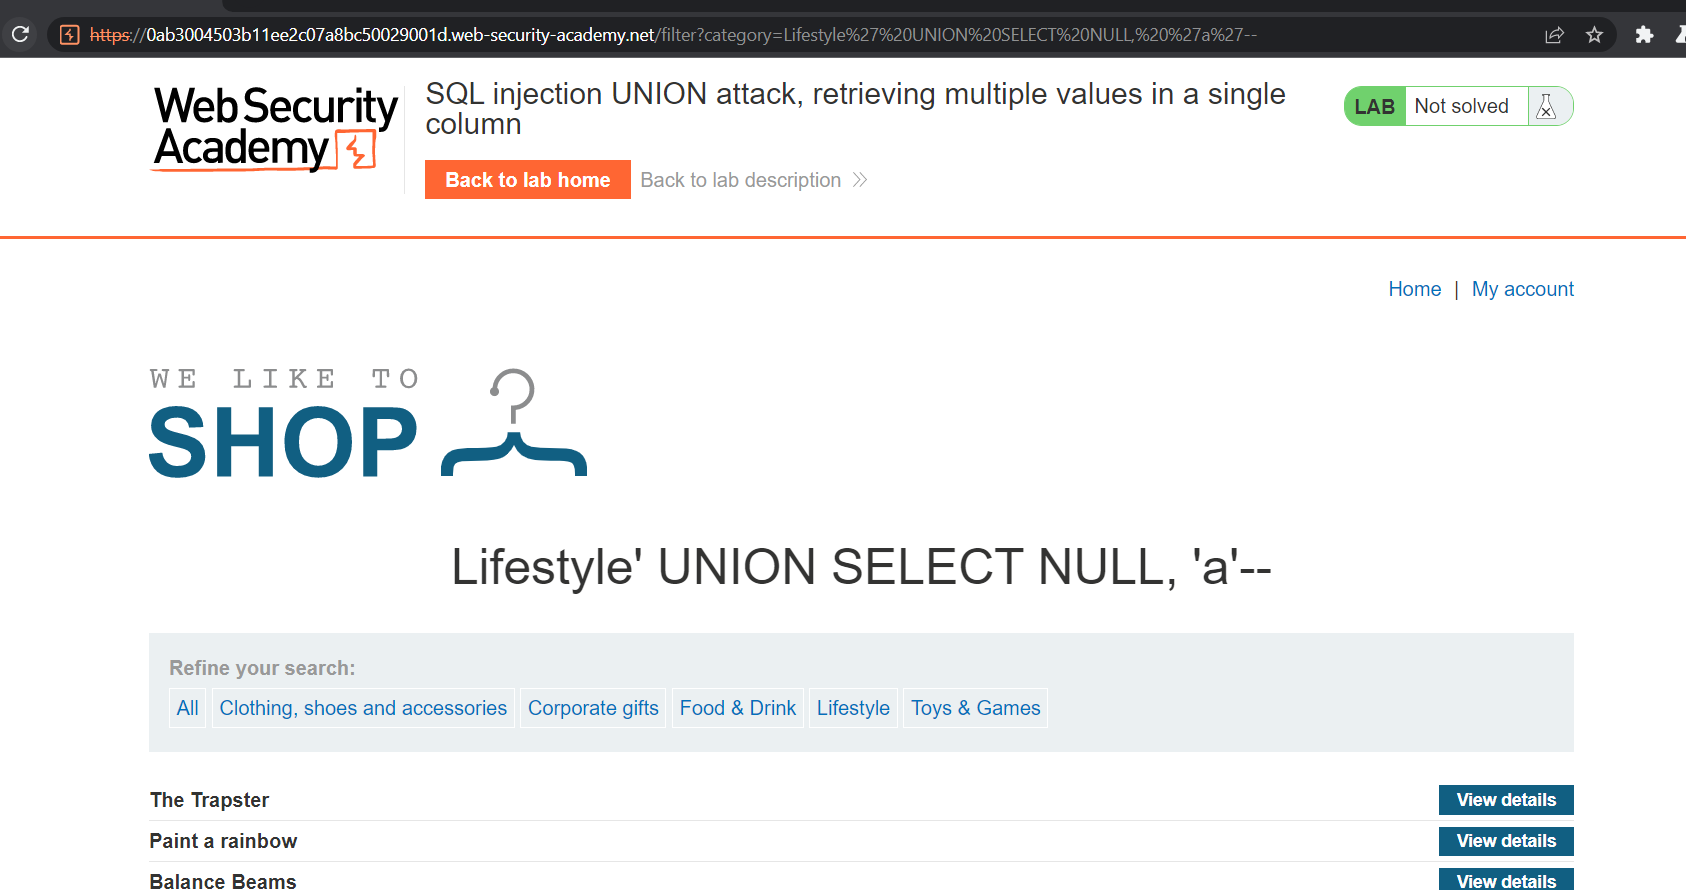 https://0ab3004503b11ee2c07a8bc50029001d.web-security-academy.net/filter?category=Lifestyle%27%20UNION%20SELECT%20NULL,%20%27a%27--
Web Security
Academy
SQL injection UNION attack, retrieving multiple values in a single
column
LAB Not solved
Back to lab home Back to lab description
Home | My account
WE LIKE TO
SHOP
Lifestyle' UNION SELECT NULL, 'a'--
Refine your search:
All Clothing, shoes and accessories Corporate gifts Food & Drink Lifestyle Toys & Games
The Trapster View details
Paint a rainbow View details
Balance Beams View details